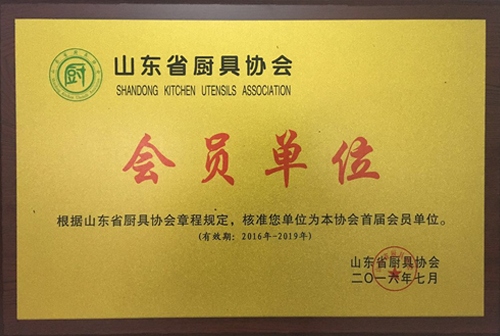 厨
山东省厨具协会
SHANDONG KITCHEN UTENSILS ASSOCIATION
会员单位
根据山东省厨具协会章程规定，核准您单位为本协会首届会员单位。
(有效期：2016年-2019年)
山东省厨具协会
二〇一六年七月